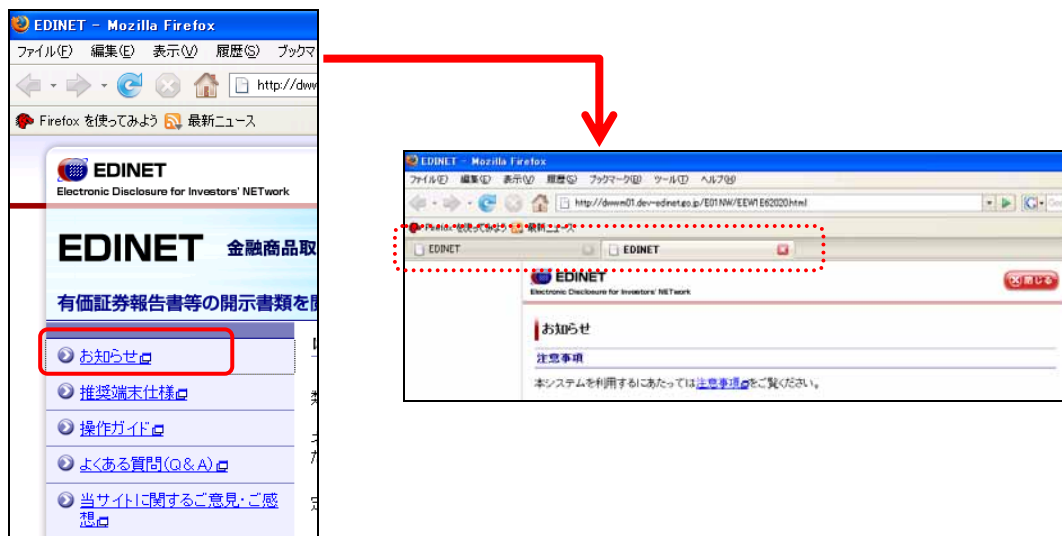 EDINET - Mozilla Firefox
ファイル(F) 編集(E) 表示(V) 履歴(S) ブックマ
http://dww
Firefox を使ってみよう 最新ニュース
EDINET
Electronic Disclosure for Investors' NETwork
EDINET 金融商品取
有価証券報告書等の開示書類を
お知らせ
推奨端末仕様
操作ガイド
よくある質問(Q&A)
当サイトに関するご意見・ご感
想
EDINET - Mozilla Firefox
ファイル(F) 編集(E) 表示(V) 履歴(S) ブックマーク(B) ツール(T) ヘルプ(H)
http://dwwm01.dev-edinet.go.jp/E01NW/EEW1E62020.html
Firefox を使ってみよう 最新ニュース
EDINET EDINET
EDINET
Electronic Disclosure for Investors' NETwork
閉じる
お知らせ
注意事項
本システムを利用するにあたっては注意事項をご覧ください。